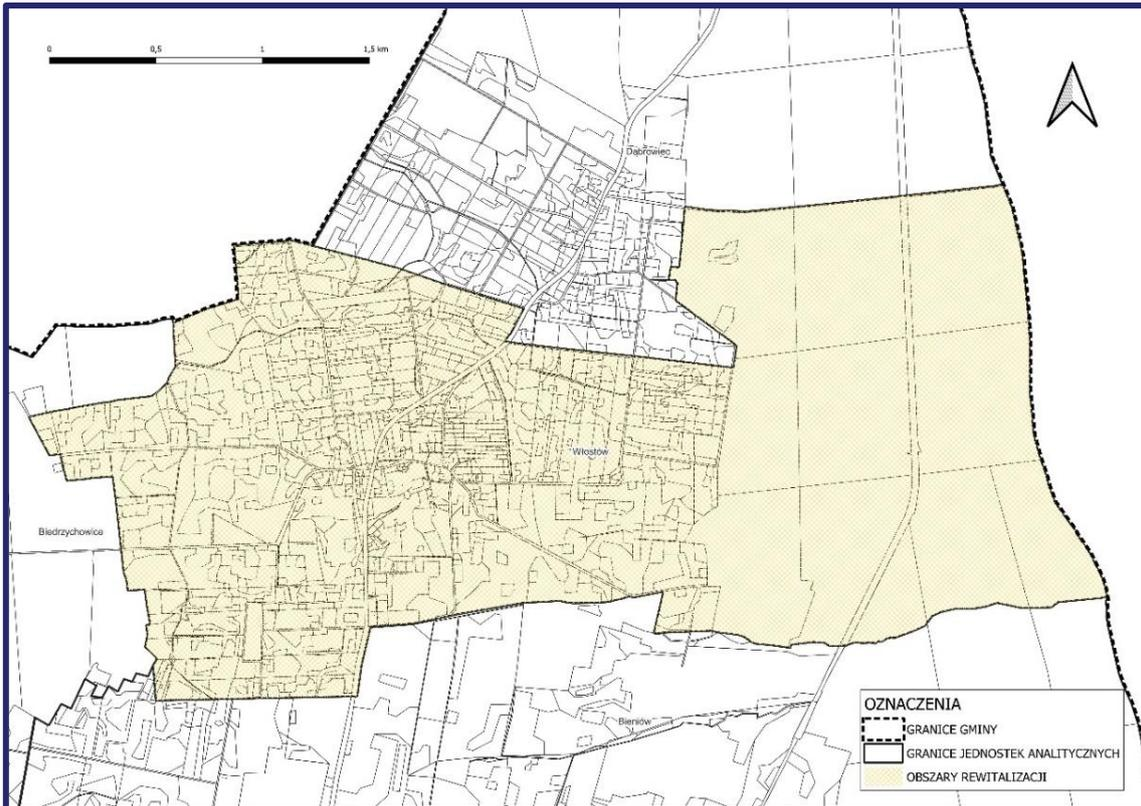 0 0,5 1 1,5 km
Dąbrowiec
Włostów
Biedrzychowice
Bieniów
OZNACZENIA
GRANICE GMINY
GRANICE JEDNOSTEK ANALITYCZNYCH
OBSZARY REWITALIZACJI